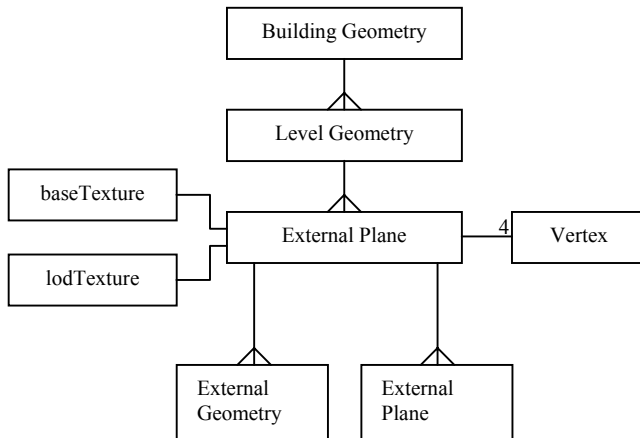 Building Geometry
Level Geometry
baseTexture
External Plane
4
Vertex
lodTexture
External
Geometry
External
Plane